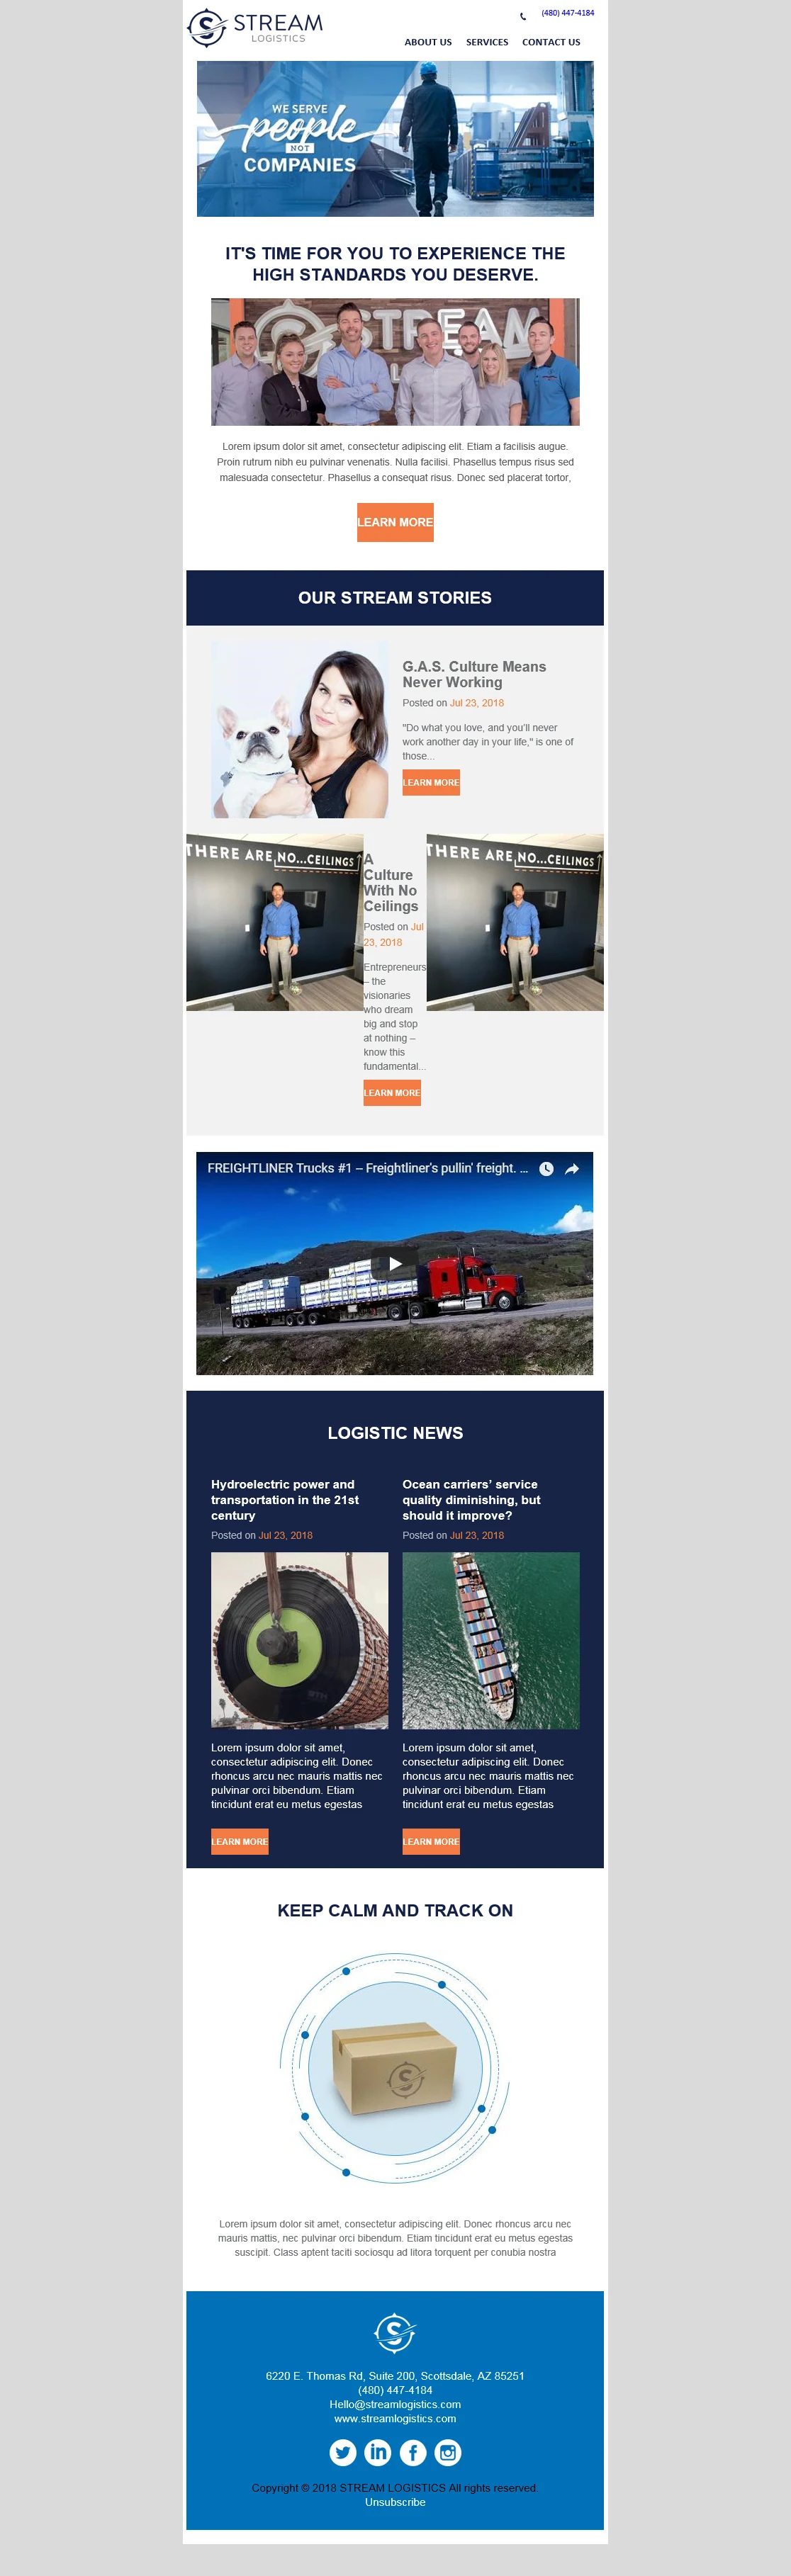 STREAM
LOGISTICS
(480) 447-4184
ABOUT US SERVICES CONTACT US
WE SERVE
people
NOT
COMPANIES
IT'S TIME FOR YOU TO EXPERIENCE THE
HIGH STANDARDS YOU DESERVE.
STREAM
Lorem ipsum dolor sit amet, consectetur adipiscing elit. Etiam a facilisis augue.
Proin rutrum nibh eu pulvinar venenatis. Nulla facilisi. Phasellus tempus risus sed
malesuada consectetur. Phasellus a consequat risus. Donec sed placerat tortor,
LEARN MORE
OUR STREAM STORIES
G.A.S. Culture Means
Never Working
Posted on Jul 23, 2018
"Do what you love, and you’ll never
work another day in your life," is one of
those...
LEARN MORE
THERE ARE NO...CEILINGS
A
Culture
With No
Ceilings
Posted on Jul
23, 2018
Entrepreneurs
– the
visionaries
who dream
big and stop
at nothing –
know this
fundamental...
LEARN MORE
THERE ARE NO...CEILINGS
FREIGHTLINER Trucks #1 -- Freightliner's pullin' freight. ...
LOGISTIC NEWS
Hydroelectric power and
transportation in the 21st
century
Posted on Jul 23, 2018
Lorem ipsum dolor sit amet,
consectetur adipiscing elit. Donec
rhoncus arcu nec mauris mattis nec
pulvinar orci bibendum. Etiam
tincidunt erat eu metus egestas
LEARN MORE
Ocean carriers’ service
quality diminishing, but
should it improve?
Posted on Jul 23, 2018
Lorem ipsum dolor sit amet,
consectetur adipiscing elit. Donec
rhoncus arcu nec mauris mattis nec
pulvinar orci bibendum. Etiam
tincidunt erat eu metus egestas
LEARN MORE
KEEP CALM AND TRACK ON
Lorem ipsum dolor sit amet, consectetur adipiscing elit. Donec rhoncus arcu nec
mauris mattis, nec pulvinar orci bibendum. Etiam tincidunt erat eu metus egestas
suscipit. Class aptent taciti sociosqu ad litora torquent per conubia nostra
6220 E. Thomas Rd, Suite 200, Scottsdale, AZ 85251
(480) 447-4184
Hello@streamlogistics.com
www.streamlogistics.com
Copyright © 2018 STREAM LOGISTICS All rights reserved.
Unsubscribe